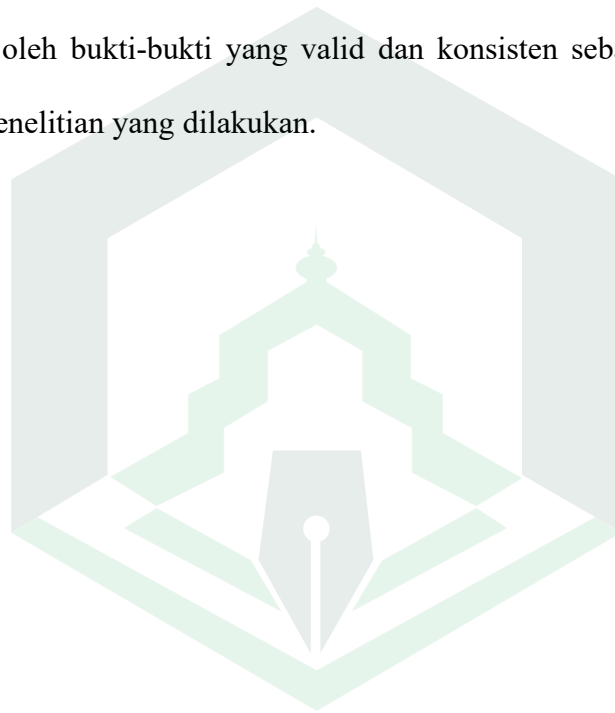 oleh bukti-bukti yang valid dan konsisten seb
enelitian yang dilakukan.